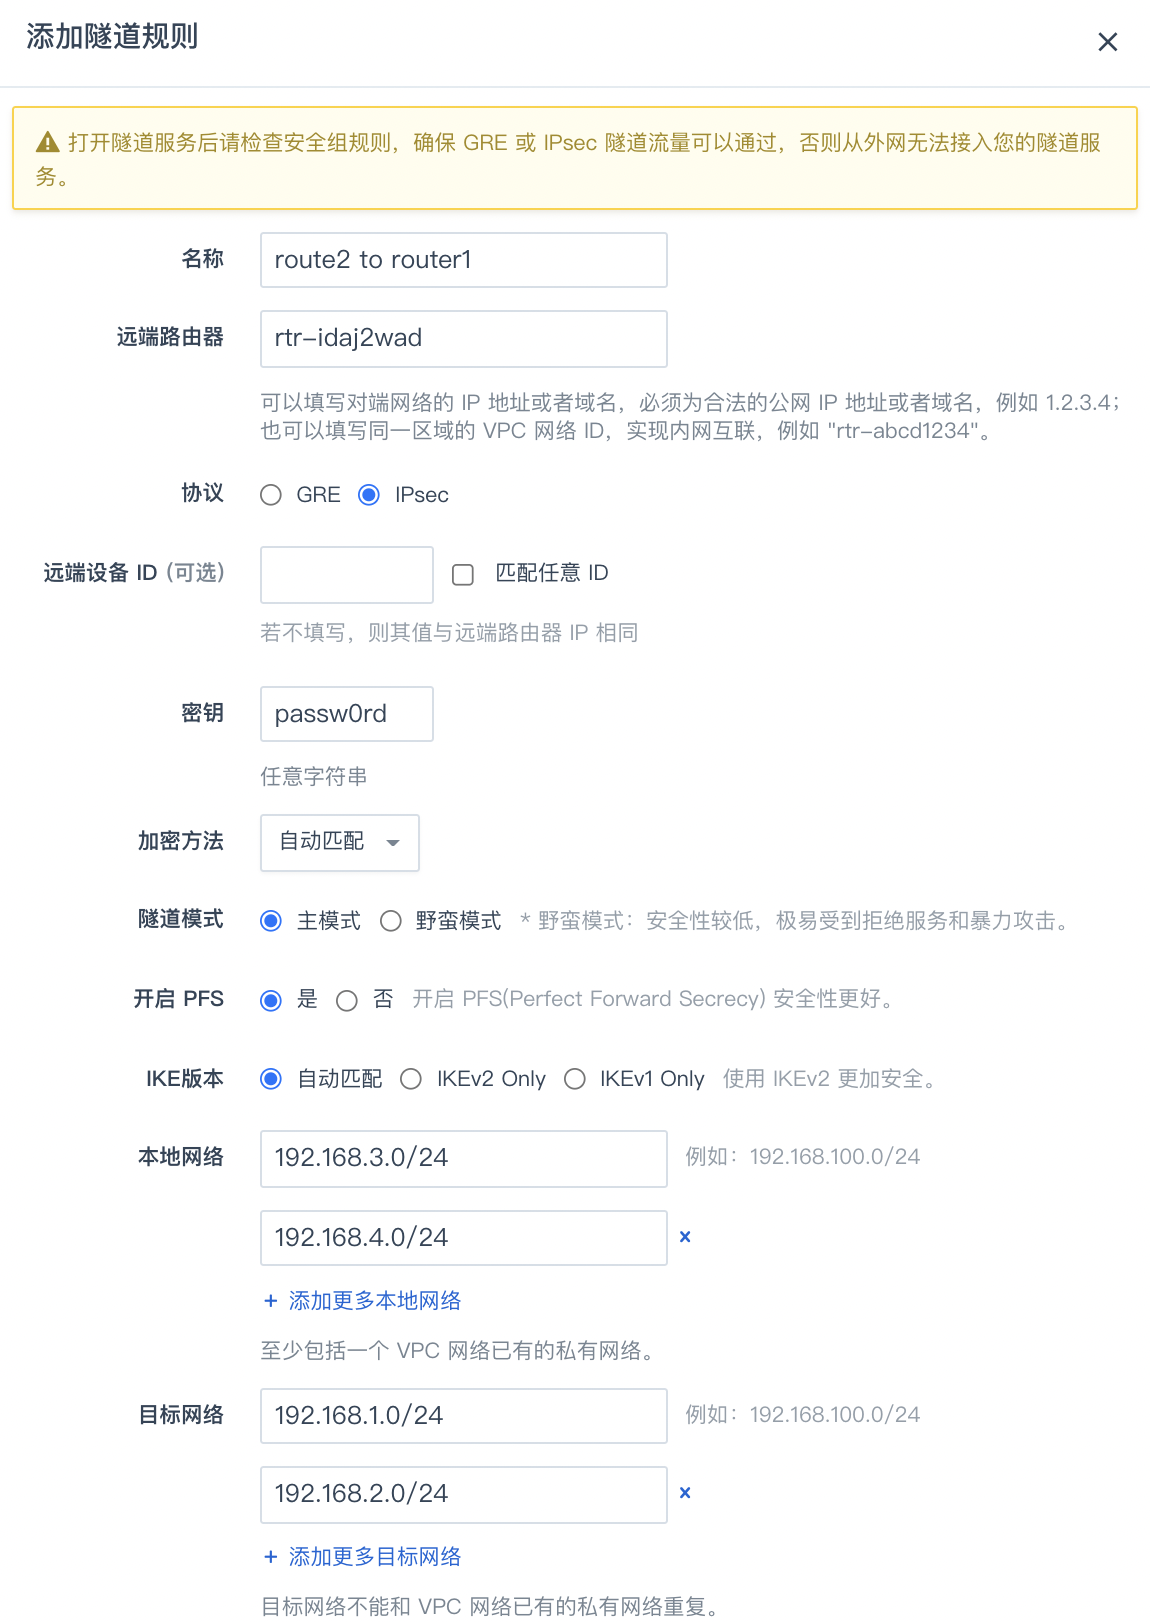 添加隧道规则
打开隧道服务后请检查安全组规则，确保 GRE 或 IPsec 隧道流量可以通过，否则从外网无法接入您的隧道服
务。
名称 route2 to router1
远端路由器 rtr-idaj2wad
可以填写对端网络的 IP 地址或者域名，必须为合法的公网 IP 地址或者域名，例如 1.2.3.4；
也可以填写同一区域的 VPC 网络 ID，实现内网互联，例如 "rtr-abcd1234"。
协议 GRE IPsec
远端设备 ID (可选) 匹配任意 ID
若不填写，则其值与远端路由器 IP 相同
密钥 passw0rd
任意字符串
加密方法 自动匹配
隧道模式 主模式 野蛮模式 * 野蛮模式：安全性较低，极易受到拒绝服务和暴力攻击。
开启 PFS 是 否 开启 PFS(Perfect Forward Secrecy) 安全性更好。
IKE版本 自动匹配 IKEv2 Only IKEv1 Only 使用 IKEv2 更加安全。
本地网络 192.168.3.0/24 例如：192.168.100.0/24
192.168.4.0/24 ×
+ 添加更多本地网络
至少包括一个 VPC 网络已有的私有网络。
目标网络 192.168.1.0/24 例如：192.168.100.0/24
192.168.2.0/24 ×
+ 添加更多目标网络
目标网络不能和 VPC 网络已有的私有网络重复。